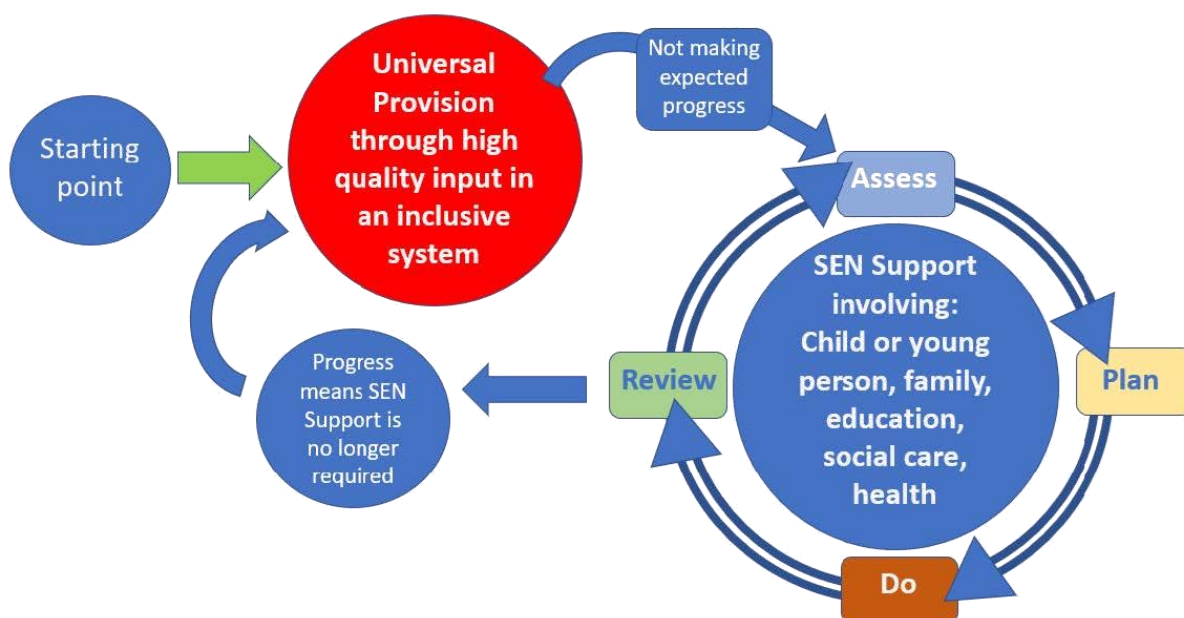 Starting
point
Universal
Provision
through high
quality input in
an inclusive
system
Not making
expected
progress
Assess
Plan
Do
Review
SEN Support
involving:
Child or young
person, family,
education,
social care,
health
Progress
means SEN
Support is
no longer
required